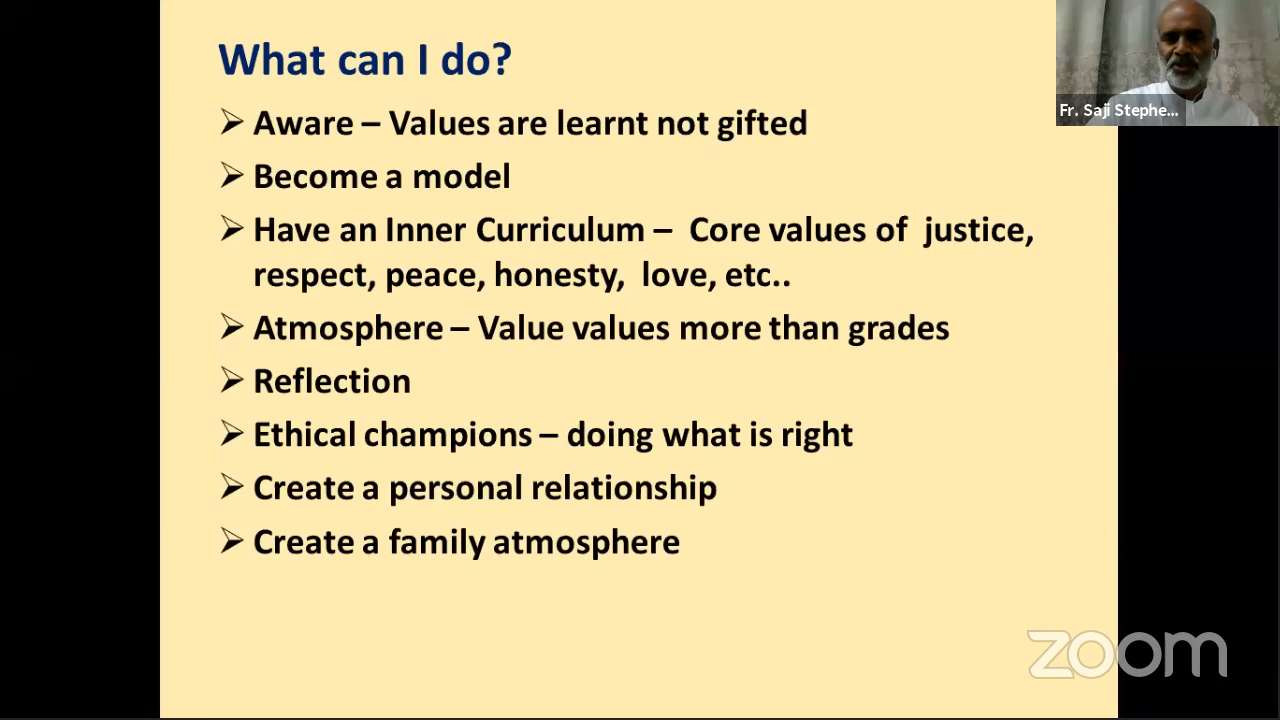 What can I do?
➢ Aware – Values are learnt not gifted
➢ Become a model
➢ Have an Inner Curriculum – Core values of justice,
respect, peace, honesty, love, etc..
➢ Atmosphere – Value values more than grades
➢ Reflection
➢ Ethical champions – doing what is right
➢ Create a personal relationship
➢ Create a family atmosphere
Fr. Saji Stephe...
zoom